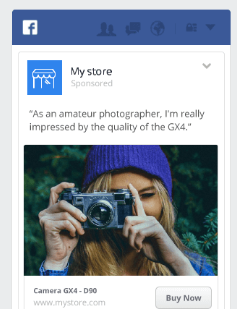 f
My store
Sponsored
"As an amateur photographer, I'm really
impressed by the quality of the GX4."
Camera GX4 - D90
www.mystore.com
Buy Now